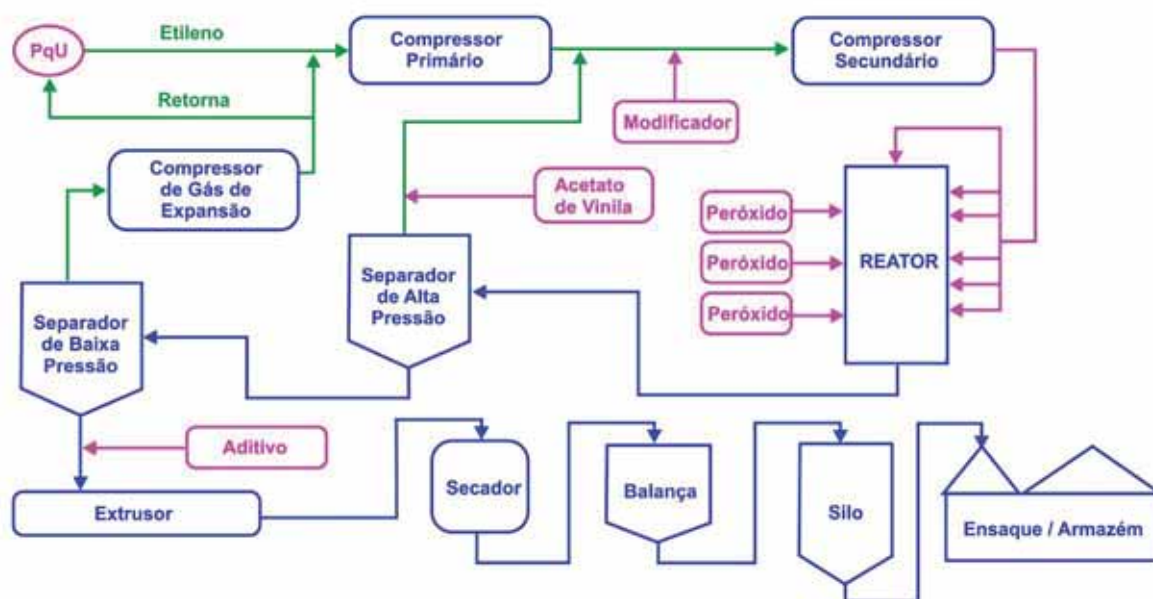 Etileno
PqU
Compressor
Primário
Compressor
Secundário
Retorna
Modificador
Compressor
de Gás de
Expansão
Acetato
de Vinila
Peróxido
Peróxido
Peróxido
REATOR
Separador
de Alta
Pressão
Separador
de Baixa
Pressão
Aditivo
Extrusor
Secador
Balança
Silo
Ensaque / Armazém